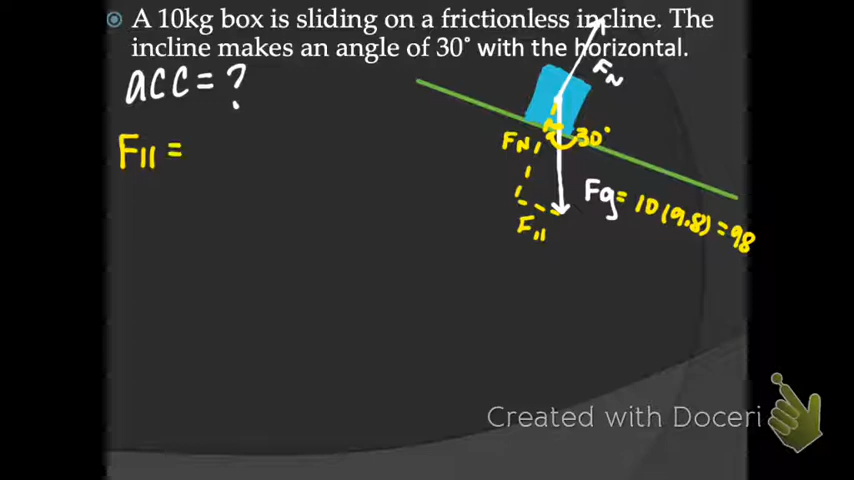 A 10kg box is sliding on a frictionless incline. The
incline makes an angle of 30˚ with the horizontal.
acc = ?
FN
F॥ =
30°
FN
Fg = 10(9.8) = 98
F॥
Created with Doceri